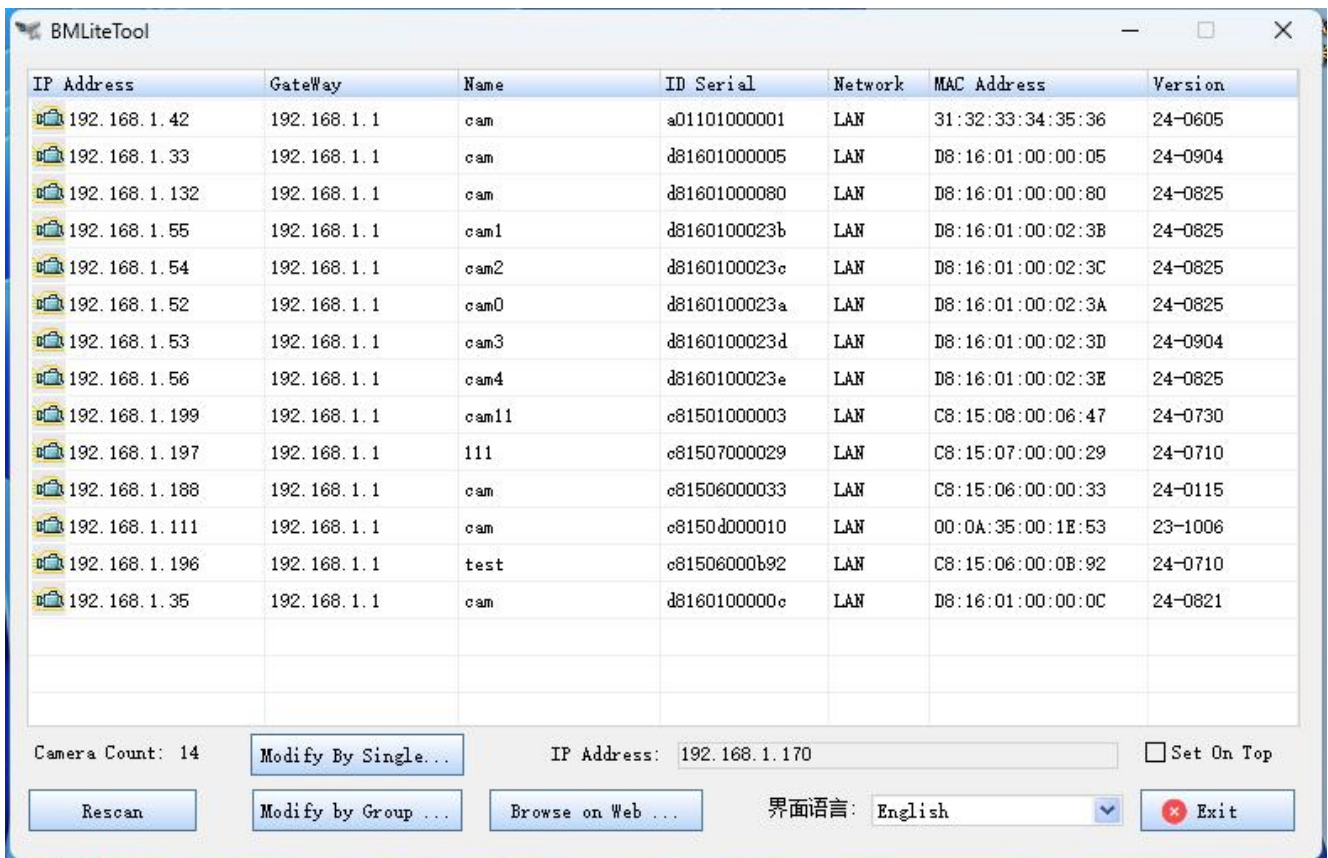 BMLiteTool
IP Address GateWay Name ID Serial Network MAC Address Version
192.168.1.42 192.168.1.1 cam a01101000001 LAN 31:32:33:34:35:36 24-0605
192.168.1.33 192.168.1.1 cam d81601000005 LAN D8:16:01:00:00:05 24-0904
192.168.1.132 192.168.1.1 cam d81601000080 LAN D8:16:01:00:00:80 24-0825
192.168.1.55 192.168.1.1 cam1 d8160100023b LAN D8:16:01:00:02:3B 24-0825
192.168.1.54 192.168.1.1 cam2 d8160100023c LAN D8:16:01:00:02:3C 24-0825
192.168.1.52 192.168.1.1 cam0 d8160100023a LAN D8:16:01:00:02:3A 24-0825
192.168.1.53 192.168.1.1 cam3 d8160100023d LAN D8:16:01:00:02:3D 24-0904
192.168.1.56 192.168.1.1 cam4 d8160100023e LAN D8:16:01:00:02:3E 24-0825
192.168.1.199 192.168.1.1 cam11 c81501000003 LAN C8:15:08:00:06:47 24-0730
192.168.1.197 192.168.1.1 111 c81507000029 LAN C8:15:07:00:00:29 24-0710
192.168.1.188 192.168.1.1 cam c81506000033 LAN C8:15:06:00:00:33 24-0115
192.168.1.111 192.168.1.1 cam c8150d000010 LAN 00:0A:35:00:1E:53 23-1006
192.168.1.196 192.168.1.1 test c81506000b92 LAN C8:15:06:00:0B:92 24-0710
192.168.1.35 192.168.1.1 cam d8160100000c LAN D8:16:01:00:00:0C 24-0821
Camera Count: 14 Modify By Single... IP Address: 192.168.1.170 Set On Top
Rescan Modify by Group ... Browse on Web ... 界面语言: English Exit